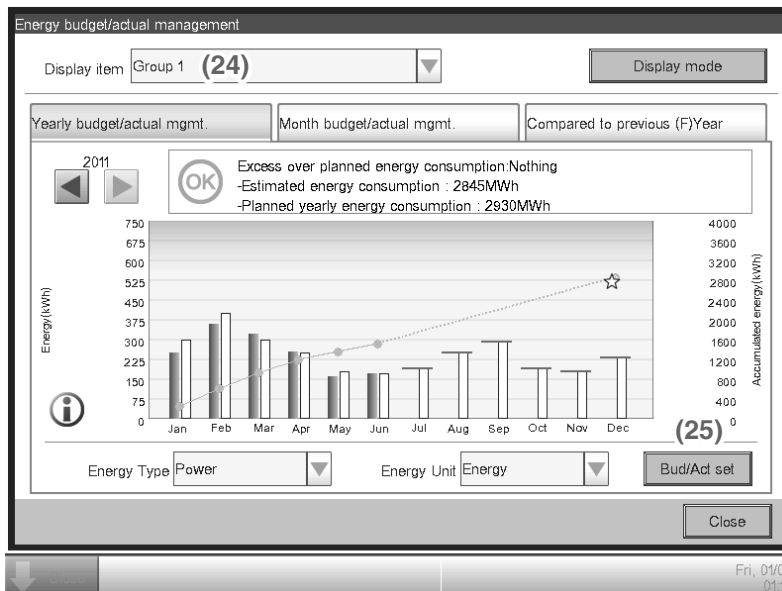 Energy budget/actual management
Display item Group 1 (24) Display mode
Yearly budget/actual mgmt. Month budget/actual mgmt. Compared to previous (F)Year
2011
OK
Excess over planned energy consumption:Nothing
-Estimated energy consumption : 2845MWh
-Planned yearly energy consumption : 2930MWh
Energy(kWh)
750
675
600
525
450
375
300
225
150
75
0
4000
3600
3200
2800
2400
2000
1600
1200
800
400
0
Accumulated energy(kWh)
Jan Feb Mar Apr May Jun Jul Aug Sep Oct Nov Dec
(25)
Energy Type Power Energy Unit Energy Bud/Act set
Close
Close
Fri, 01/
01: